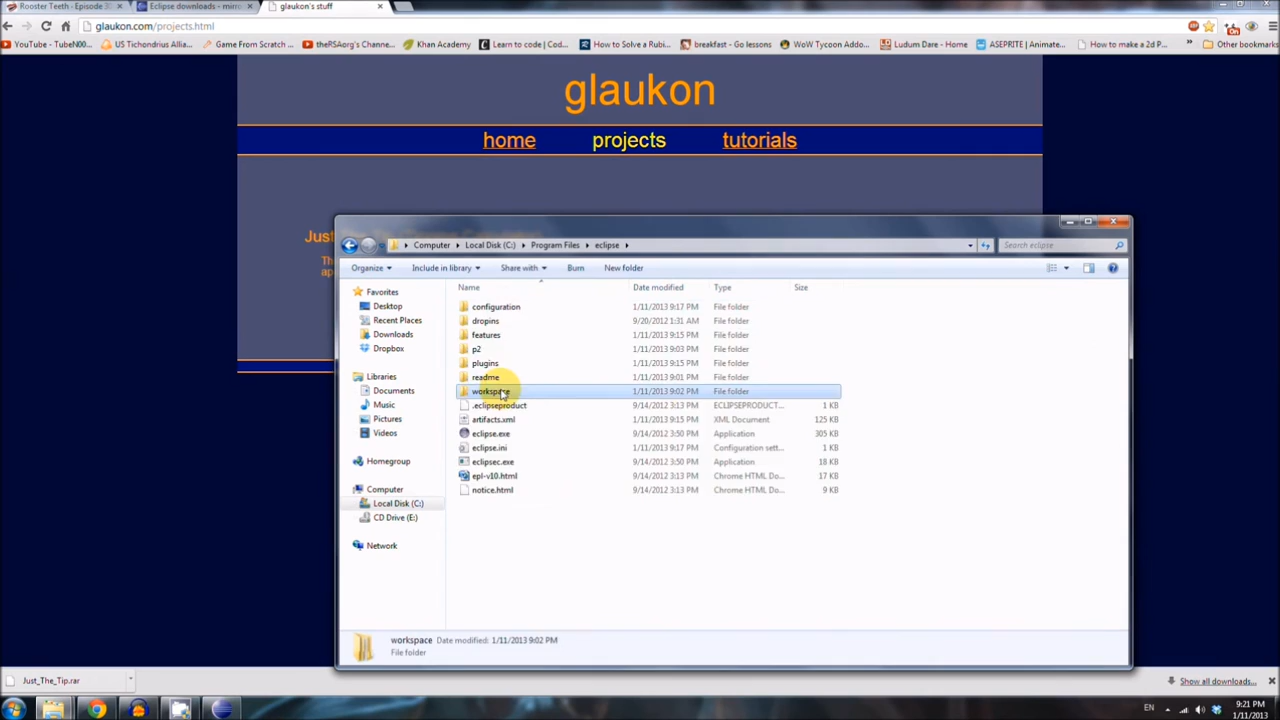 Rooster Teeth - Episode 3
Eclipse downloads - mirro
glaukon's stuff
glaukon.com/projects.html
YouTube - TubeN00...
US Tichondrius Allia...
Game From Scratch ...
theRSAorg's Channe...
Khan Academy
Learn to code | Cod...
How to Solve a Rubi...
breakfast - Go lessons
WoW Tycoon Addo...
Ludum Dare - Home
ASEPRITE | Animate...
How to make a 2d P...
»
Other bookmarks
glaukon
home projects tutorials
Jus
Th
ap
Computer ▸ Local Disk (C:) ▸ Program Files ▸ eclipse ▸
Search eclipse
Organize Include in library Share with Burn New folder
Name Date modified Type Size
Favorites
Desktop
Recent Places
Downloads
Dropbox
Libraries
Documents
Music
Pictures
Videos
Homegroup
Computer
Local Disk (C:)
CD Drive (E:)
Network
configuration 1/11/2013 9:17 PM File folder
dropins 9/20/2012 1:31 AM File folder
features 1/11/2013 9:15 PM File folder
p2 1/11/2013 9:03 PM File folder
plugins 1/11/2013 9:15 PM File folder
readme 1/11/2013 9:01 PM File folder
workspace 1/11/2013 9:02 PM File folder
.eclipseproduct 9/14/2012 3:13 PM ECLIPSEPRODUCT... 1 KB
artifacts.xml 1/11/2013 9:15 PM XML Document 125 KB
eclipse.exe 9/14/2012 3:50 PM Application 305 KB
eclipse.ini 1/11/2013 9:17 PM Configuration sett... 1 KB
eclipsec.exe 9/14/2012 3:50 PM Application 18 KB
epl-v10.html 9/14/2012 3:13 PM Chrome HTML Do... 17 KB
notice.html 9/14/2012 3:13 PM Chrome HTML Do... 9 KB
workspace Date modified: 1/11/2013 9:02 PM
File folder
Just_The_Tip.rar
Show all downloads...
EN
9:21 PM
1/11/2013